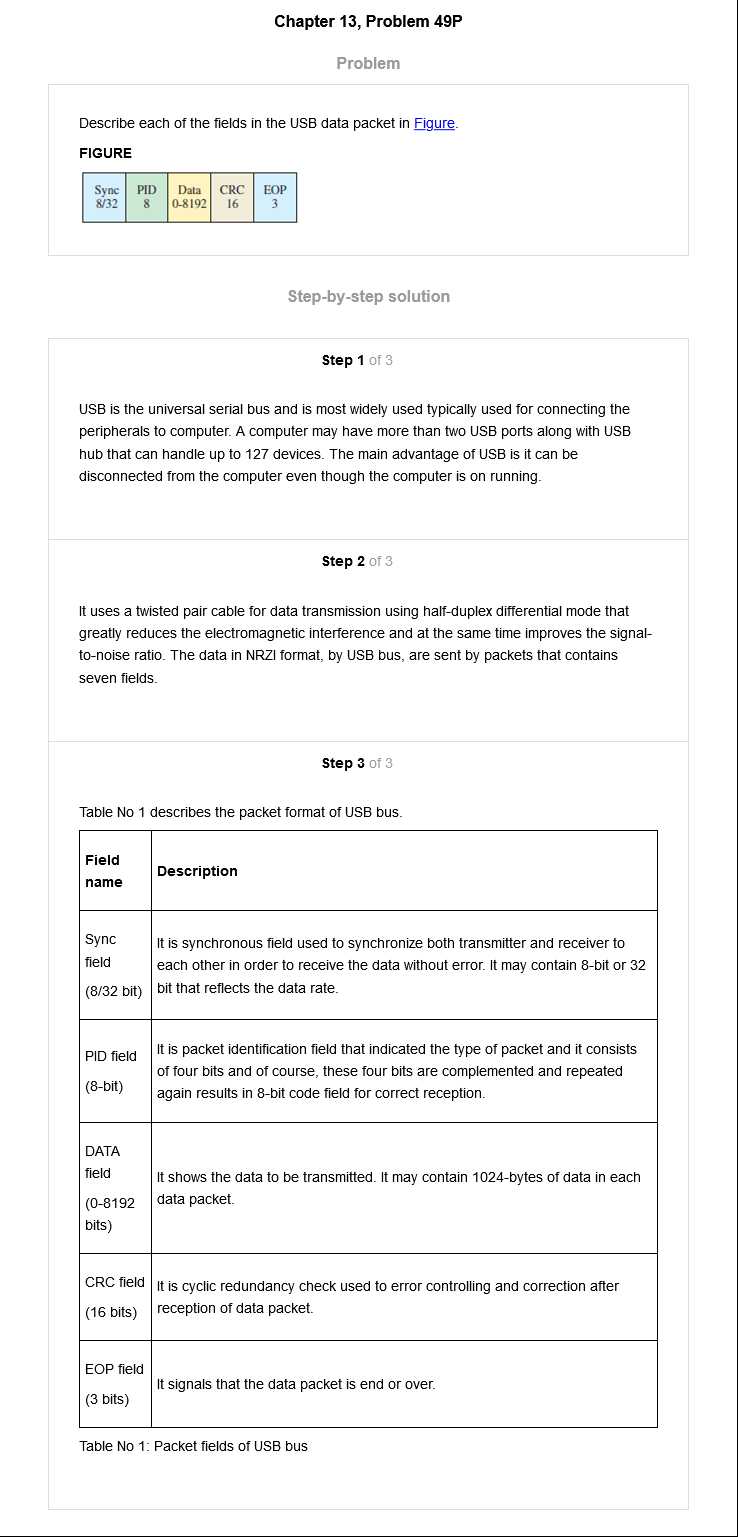 Chapter 13, Problem 49P
Problem
Describe each of the fields in the USB data packet in Figure.
FIGURE
Sync PID Data CRC EOP
8/32 8 0-8192 16 3
Step-by-step solution
Step 1 of 3
USB is the universal serial bus and is most widely used typically used for connecting the
peripherals to computer. A computer may have more than two USB ports along with USB
hub that can handle up to 127 devices. The main advantage of USB is it can be
disconnected from the computer even though the computer is on running.
Step 2 of 3
It uses a twisted pair cable for data transmission using half-duplex differential mode that
greatly reduces the electromagnetic interference and at the same time improves the signal-
to-noise ratio. The data in NRZI format, by USB bus, are sent by packets that contains
seven fields.
Step 3 of 3
Table No 1 describes the packet format of USB bus.
Field
name
Description
Sync
field
(8/32 bit)
It is synchronous field used to synchronize both transmitter and receiver to
each other in order to receive the data without error. It may contain 8-bit or 32
bit that reflects the data rate.
PID field
(8-bit)
It is packet identification field that indicated the type of packet and it consists
of four bits and of course, these four bits are complemented and repeated
again results in 8-bit code field for correct reception.
DATA
field
(0-8192
bits)
It shows the data to be transmitted. It may contain 1024-bytes of data in each
data packet.
CRC field
(16 bits)
It is cyclic redundancy check used to error controlling and correction after
reception of data packet.
EOP field
(3 bits)
It signals that the data packet is end or over.
Table No 1: Packet fields of USB bus